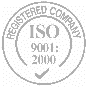 REGISTERED COMPANY
ISO
9001:
2000